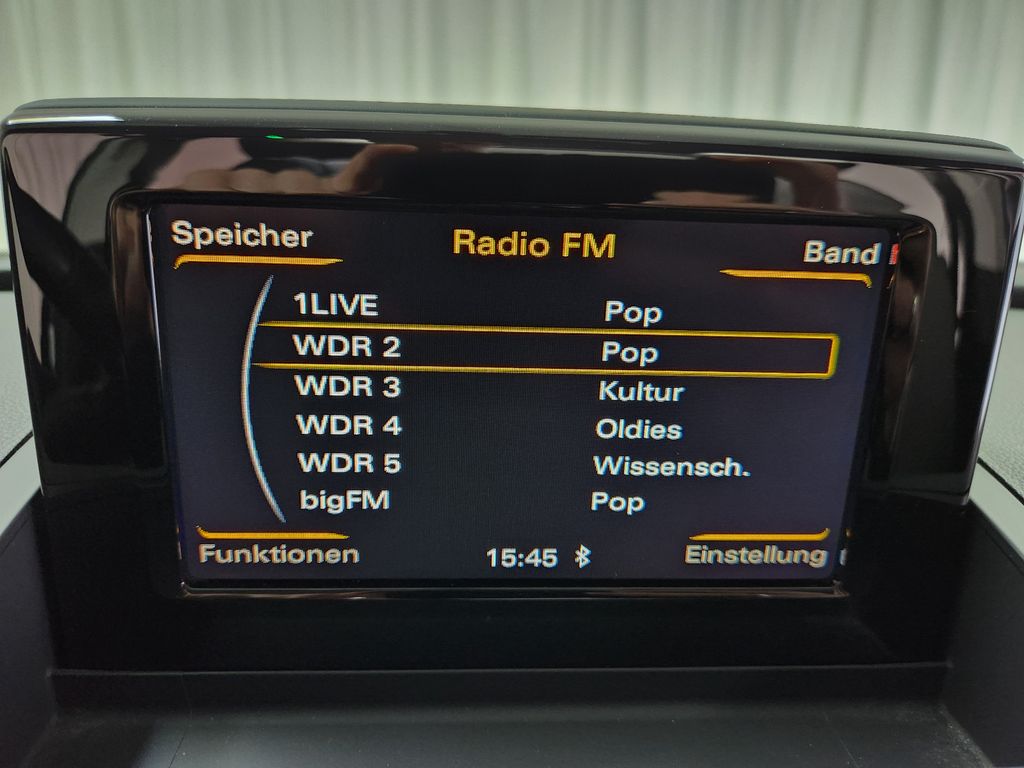 Speicher Radio FM Band
1LIVE Pop
WDR 2 Pop
WDR 3 Kultur
WDR 4 Oldies
WDR 5 Wissensch.
bigFM Pop
Funktionen 15:45 Einstellung